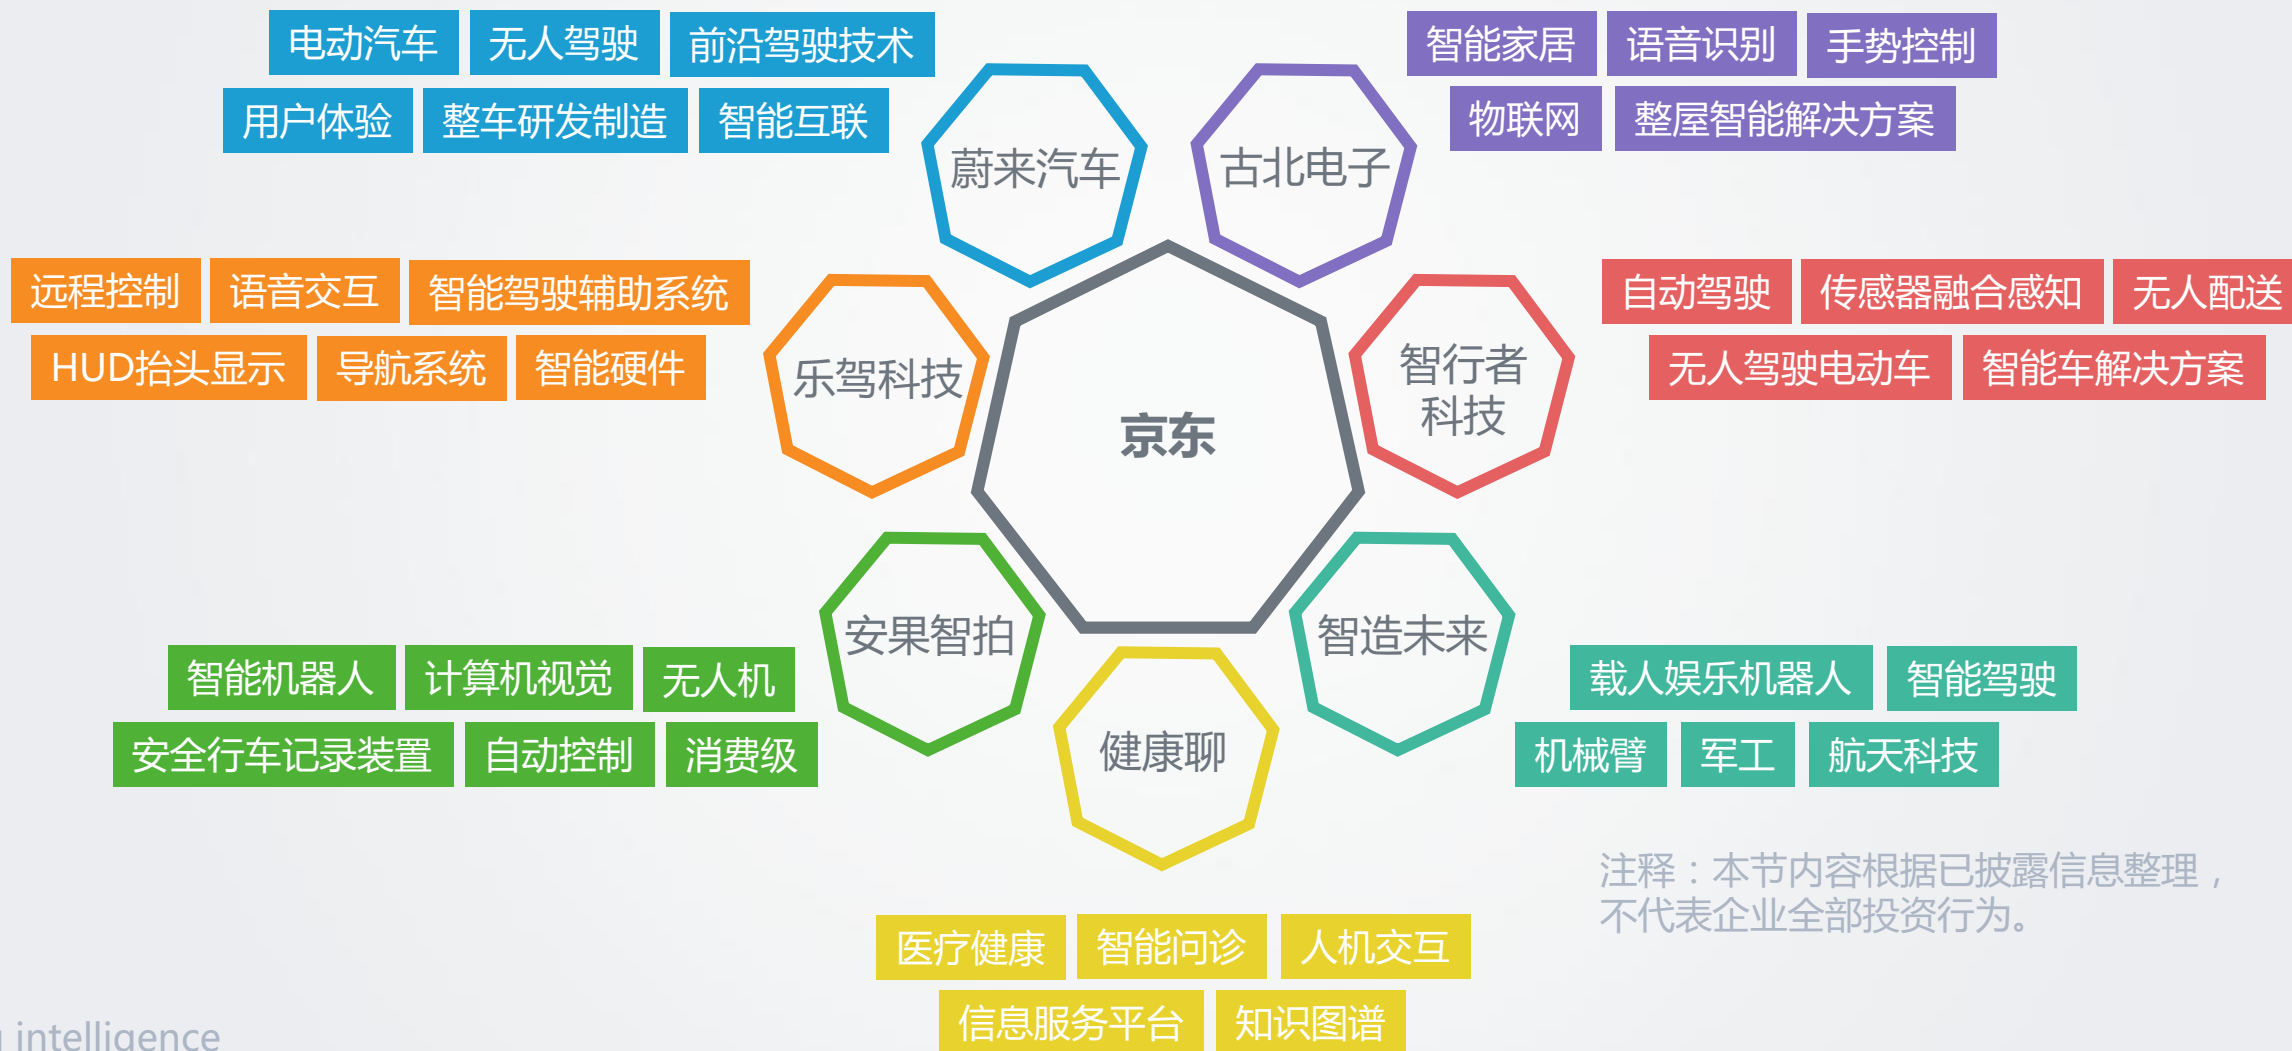 电动汽车 无人驾驶 前沿驾驶技术
用户体验 整车研发制造 智能互联
智能家居 语音识别 手势控制
物联网 整屋智能解决方案
蔚来汽车
古北电子
远程控制 语音交互 智能驾驶辅助系统
HUD抬头显示 导航系统 智能硬件
乐驾科技
智行者
科技
自动驾驶 传感器融合感知 无人配送
无人驾驶电动车 智能车解决方案
京东
安果智拍
智造未来
智能机器人 计算机视觉 无人机
安全行车记录装置 自动控制 消费级
健康聊
载人娱乐机器人 智能驾驶
机械臂 军工 航天科技
医疗健康 智能问诊 人机交互
信息服务平台 知识图谱
注释：本节内容根据已披露信息整理，
不代表企业全部投资行为。
intelligence